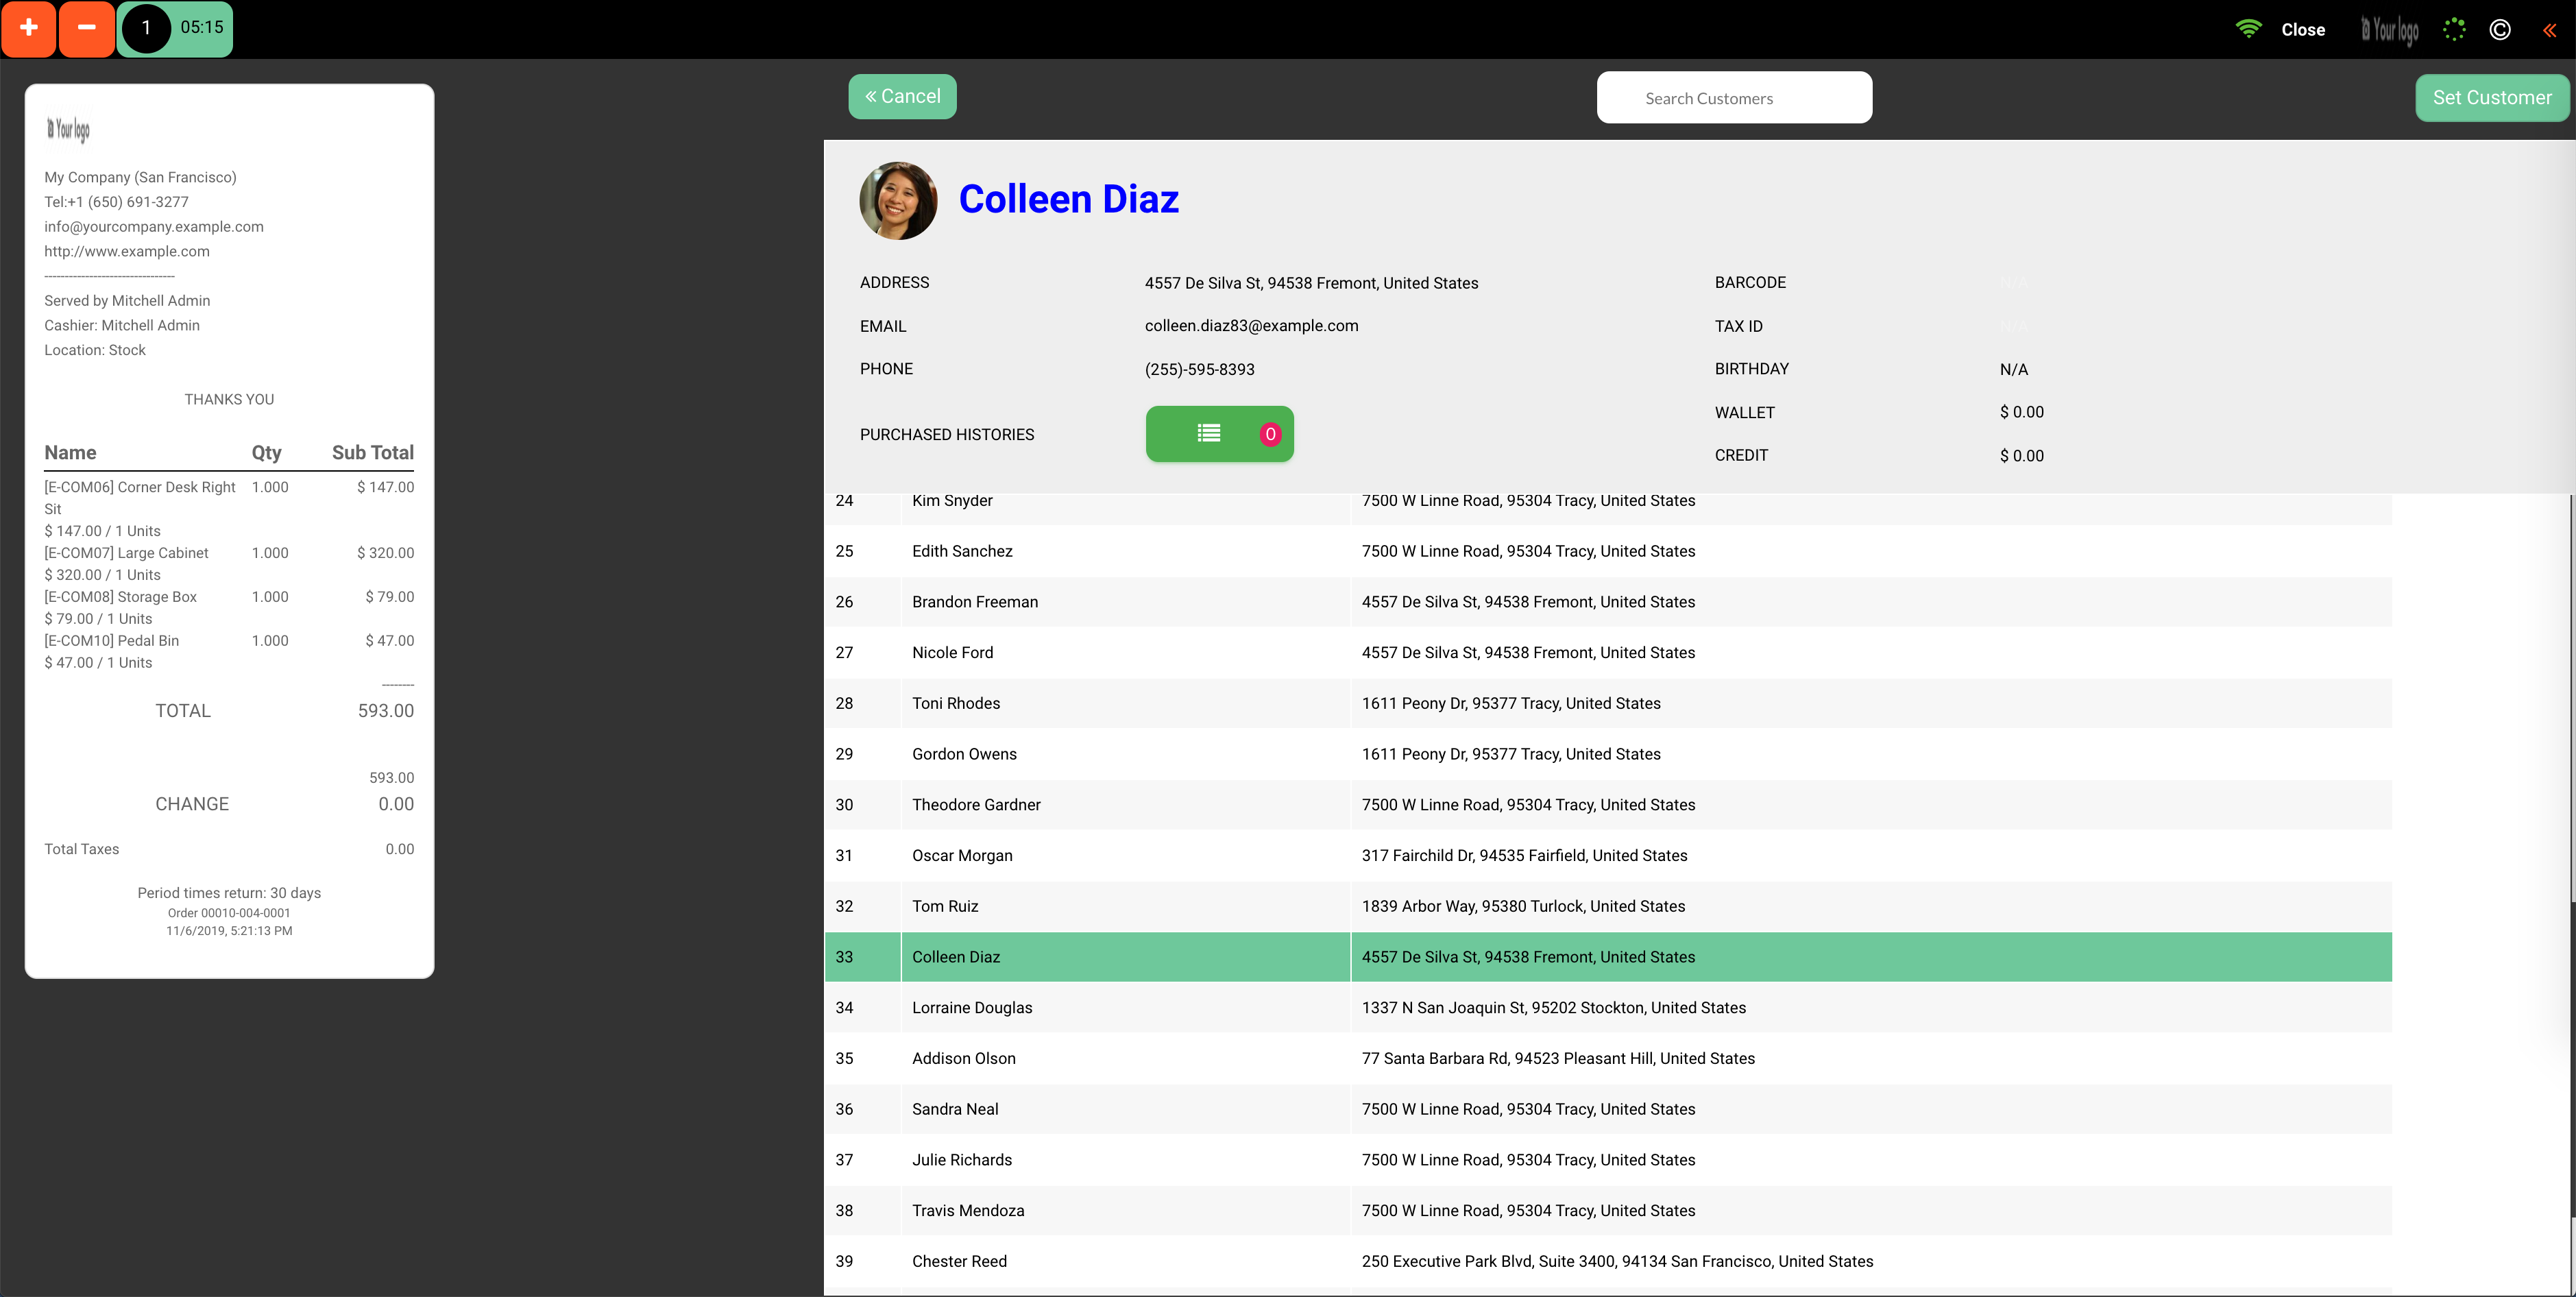 1 05:15
Close
Your logo
Cancel
Search Customers
Set Customer
Your logo
My Company (San Francisco)
Tel:+1 (650) 691-3277
info@yourcompany.example.com
http://www.example.com
--------------------------------
Served by Mitchell Admin
Cashier: Mitchell Admin
Location: Stock
THANKS YOU
Name Qty Sub Total
[E-COM06] Corner Desk Right 1.000 $ 147.00
Sit
$ 147.00 / 1 Units
[E-COM07] Large Cabinet 1.000 $ 320.00
$ 320.00 / 1 Units
[E-COM08] Storage Box 1.000 $ 79.00
$ 79.00 / 1 Units
[E-COM10] Pedal Bin 1.000 $ 47.00
$ 47.00 / 1 Units
--------
TOTAL 593.00
593.00
CHANGE 0.00
Total Taxes 0.00
Period times return: 30 days
Order 00010-004-0001
11/6/2019, 5:21:13 PM
Colleen Diaz
ADDRESS 4557 De Silva St, 94538 Fremont, United States
EMAIL colleen.diaz83@example.com
PHONE (255)-595-8393
PURCHASED HISTORIES 0
BARCODE N/A
TAX ID N/A
BIRTHDAY N/A
WALLET $ 0.00
CREDIT $ 0.00
24 Kim Snyder 7500 W Linne Road, 95304 Tracy, United States
25 Edith Sanchez 7500 W Linne Road, 95304 Tracy, United States
26 Brandon Freeman 4557 De Silva St, 94538 Fremont, United States
27 Nicole Ford 4557 De Silva St, 94538 Fremont, United States
28 Toni Rhodes 1611 Peony Dr, 95377 Tracy, United States
29 Gordon Owens 1611 Peony Dr, 95377 Tracy, United States
30 Theodore Gardner 7500 W Linne Road, 95304 Tracy, United States
31 Oscar Morgan 317 Fairchild Dr, 94535 Fairfield, United States
32 Tom Ruiz 1839 Arbor Way, 95380 Turlock, United States
33 Colleen Diaz 4557 De Silva St, 94538 Fremont, United States
34 Lorraine Douglas 1337 N San Joaquin St, 95202 Stockton, United States
35 Addison Olson 77 Santa Barbara Rd, 94523 Pleasant Hill, United States
36 Sandra Neal 7500 W Linne Road, 95304 Tracy, United States
37 Julie Richards 7500 W Linne Road, 95304 Tracy, United States
38 Travis Mendoza 7500 W Linne Road, 95304 Tracy, United States
39 Chester Reed 250 Executive Park Blvd, Suite 3400, 94134 San Francisco, United States